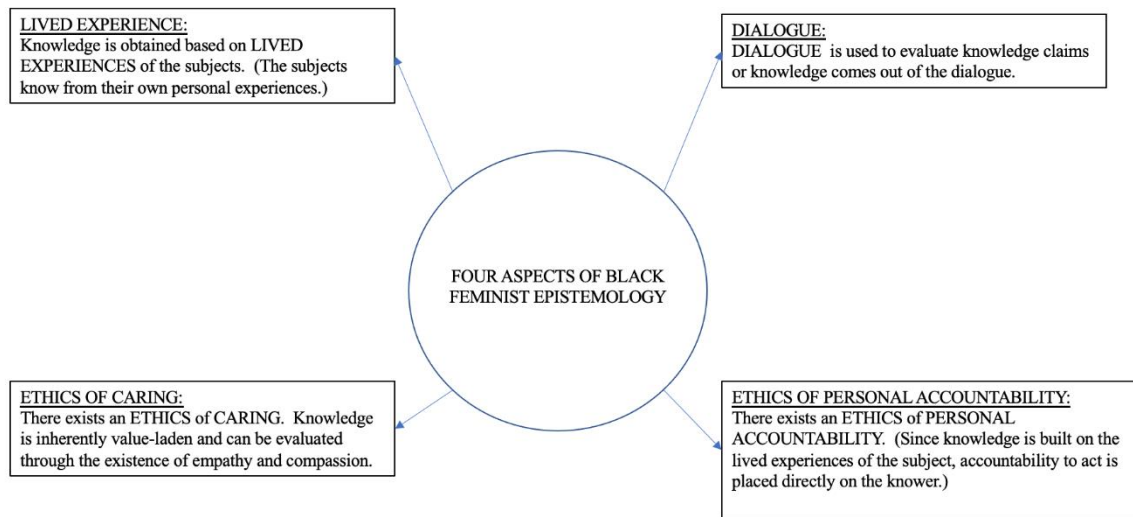 LIVED EXPERIENCE:
Knowledge is obtained based on LIVED
EXPERIENCES of the subjects.  (The subjects
know from their own personal experiences.)
DIALOGUE:
DIALOGUE  is used to evaluate knowledge claims
or knowledge comes out of the dialogue.
FOUR ASPECTS OF BLACK
FEMINIST EPISTEMOLOGY
ETHICS OF CARING:
There exists an ETHICS of CARING.  Knowledge
is inherently value-laden and can be evaluated
through the existence of empathy and compassion.
ETHICS OF PERSONAL ACCOUNTABILITY:
There exists an ETHICS of PERSONAL
ACCOUNTABILITY.  (Since knowledge is built on the
lived experiences of the subject, accountability to act is
placed directly on the knower.)